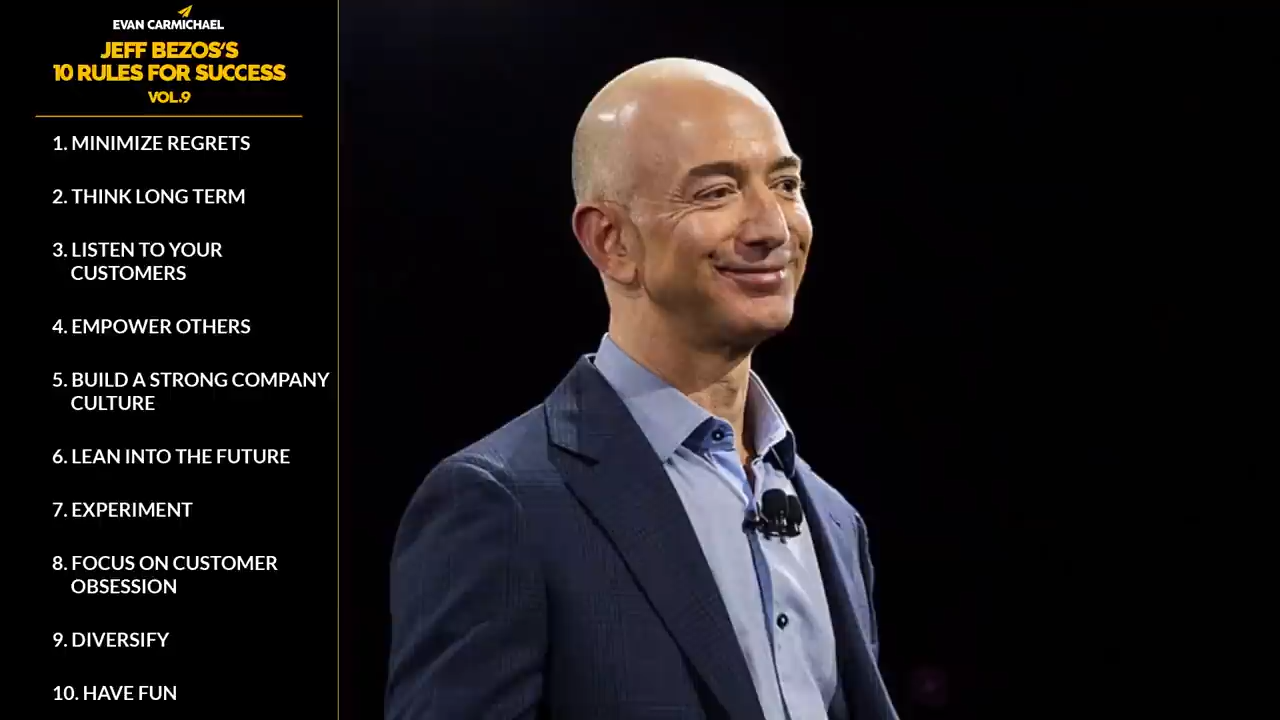 EVAN CARMICHAEL
JEFF BEZOS'S
10 RULES FOR SUCCESS
VOL.9
1. MINIMIZE REGRETS
2. THINK LONG TERM
3. LISTEN TO YOUR
CUSTOMERS
4. EMPOWER OTHERS
5. BUILD A STRONG COMPANY
CULTURE
6. LEAN INTO THE FUTURE
7. EXPERIMENT
8. FOCUS ON CUSTOMER
OBSESSION
9. DIVERSIFY
10. HAVE FUN